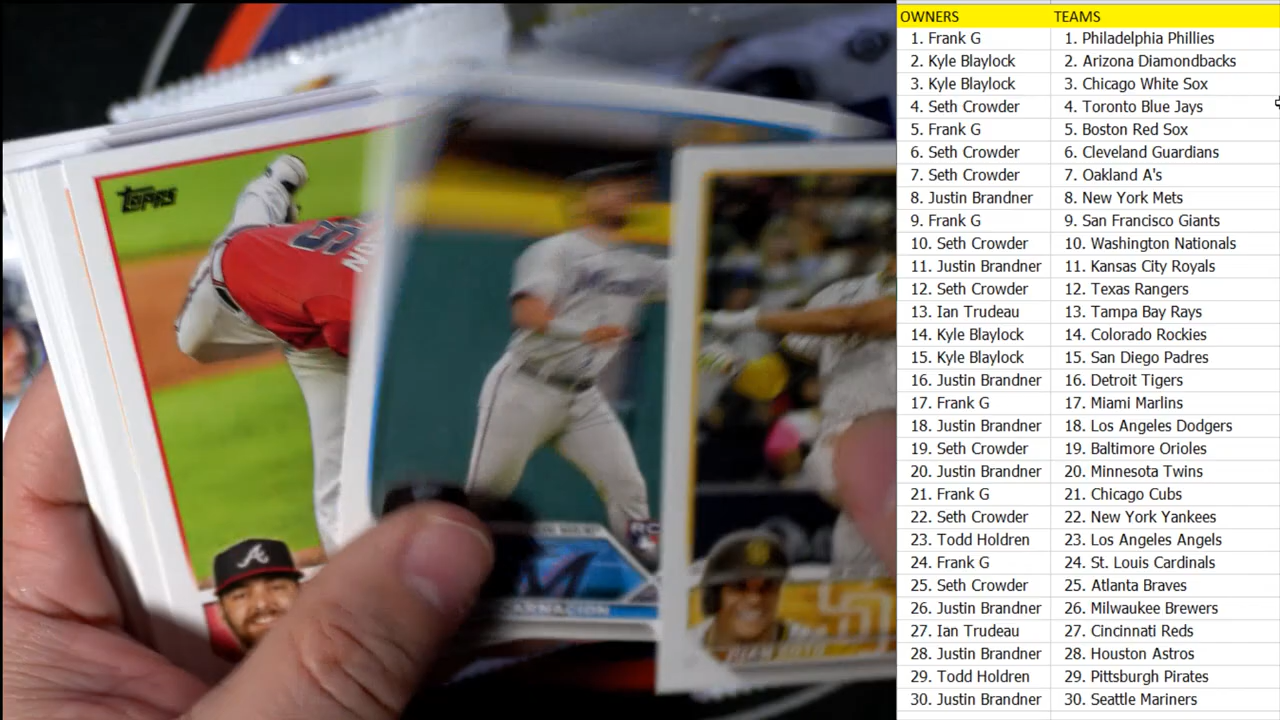 OWNERS TEAMS
1. Frank G 1. Philadelphia Phillies
2. Kyle Blaylock 2. Arizona Diamondbacks
3. Kyle Blaylock 3. Chicago White Sox
4. Seth Crowder 4. Toronto Blue Jays
5. Frank G 5. Boston Red Sox
6. Seth Crowder 6. Cleveland Guardians
7. Seth Crowder 7. Oakland A's
8. Justin Brandner 8. New York Mets
9. Frank G 9. San Francisco Giants
10. Seth Crowder 10. Washington Nationals
11. Justin Brandner 11. Kansas City Royals
12. Seth Crowder 12. Texas Rangers
13. Ian Trudeau 13. Tampa Bay Rays
14. Kyle Blaylock 14. Colorado Rockies
15. Kyle Blaylock 15. San Diego Padres
16. Justin Brandner 16. Detroit Tigers
17. Frank G 17. Miami Marlins
18. Justin Brandner 18. Los Angeles Dodgers
19. Seth Crowder 19. Baltimore Orioles
20. Justin Brandner 20. Minnesota Twins
21. Frank G 21. Chicago Cubs
22. Seth Crowder 22. New York Yankees
23. Todd Holdren 23. Los Angeles Angels
24. Frank G 24. St. Louis Cardinals
25. Seth Crowder 25. Atlanta Braves
26. Justin Brandner 26. Milwaukee Brewers
27. Ian Trudeau 27. Cincinnati Reds
28. Justin Brandner 28. Houston Astros
29. Todd Holdren 29. Pittsburgh Pirates
30. Justin Brandner 30. Seattle Mariners
Topps
RC
CARNACION
SOTO